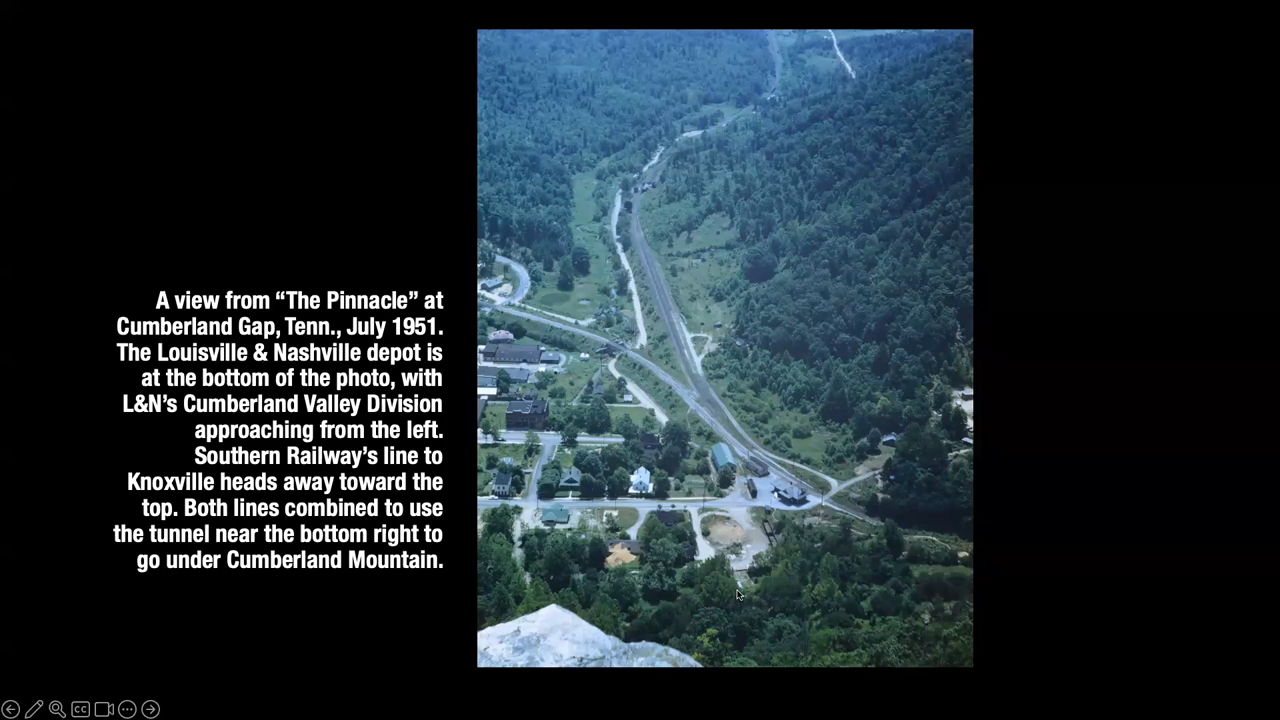 A view from “The Pinnacle” at
Cumberland Gap, Tenn., July 1951.
The Louisville & Nashville depot is
at the bottom of the photo, with
L&N’s Cumberland Valley Division
approaching from the left.
Southern Railway’s line to
Knoxville heads away toward the
top. Both lines combined to use
the tunnel near the bottom right to
go under Cumberland Mountain.
CC